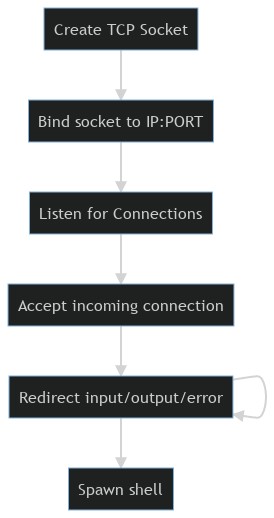 Create TCP Socket
Bind socket to IP:PORT
Listen for Connections
Accept incoming connection
Redirect input/output/error
Spawn shell